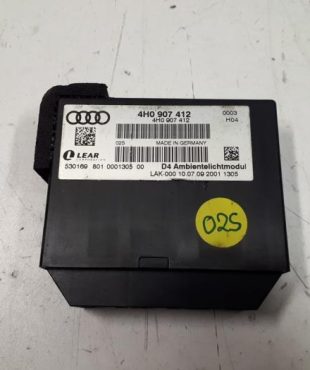 4H0 907 412
4H0 907 412
0003
H04
025
MADE IN GERMANY
LEAR
CORPORATION
530169 801 0001305 00
D4 Ambientelichtmodul
LAK-000 10.07.09 2001 1305
025